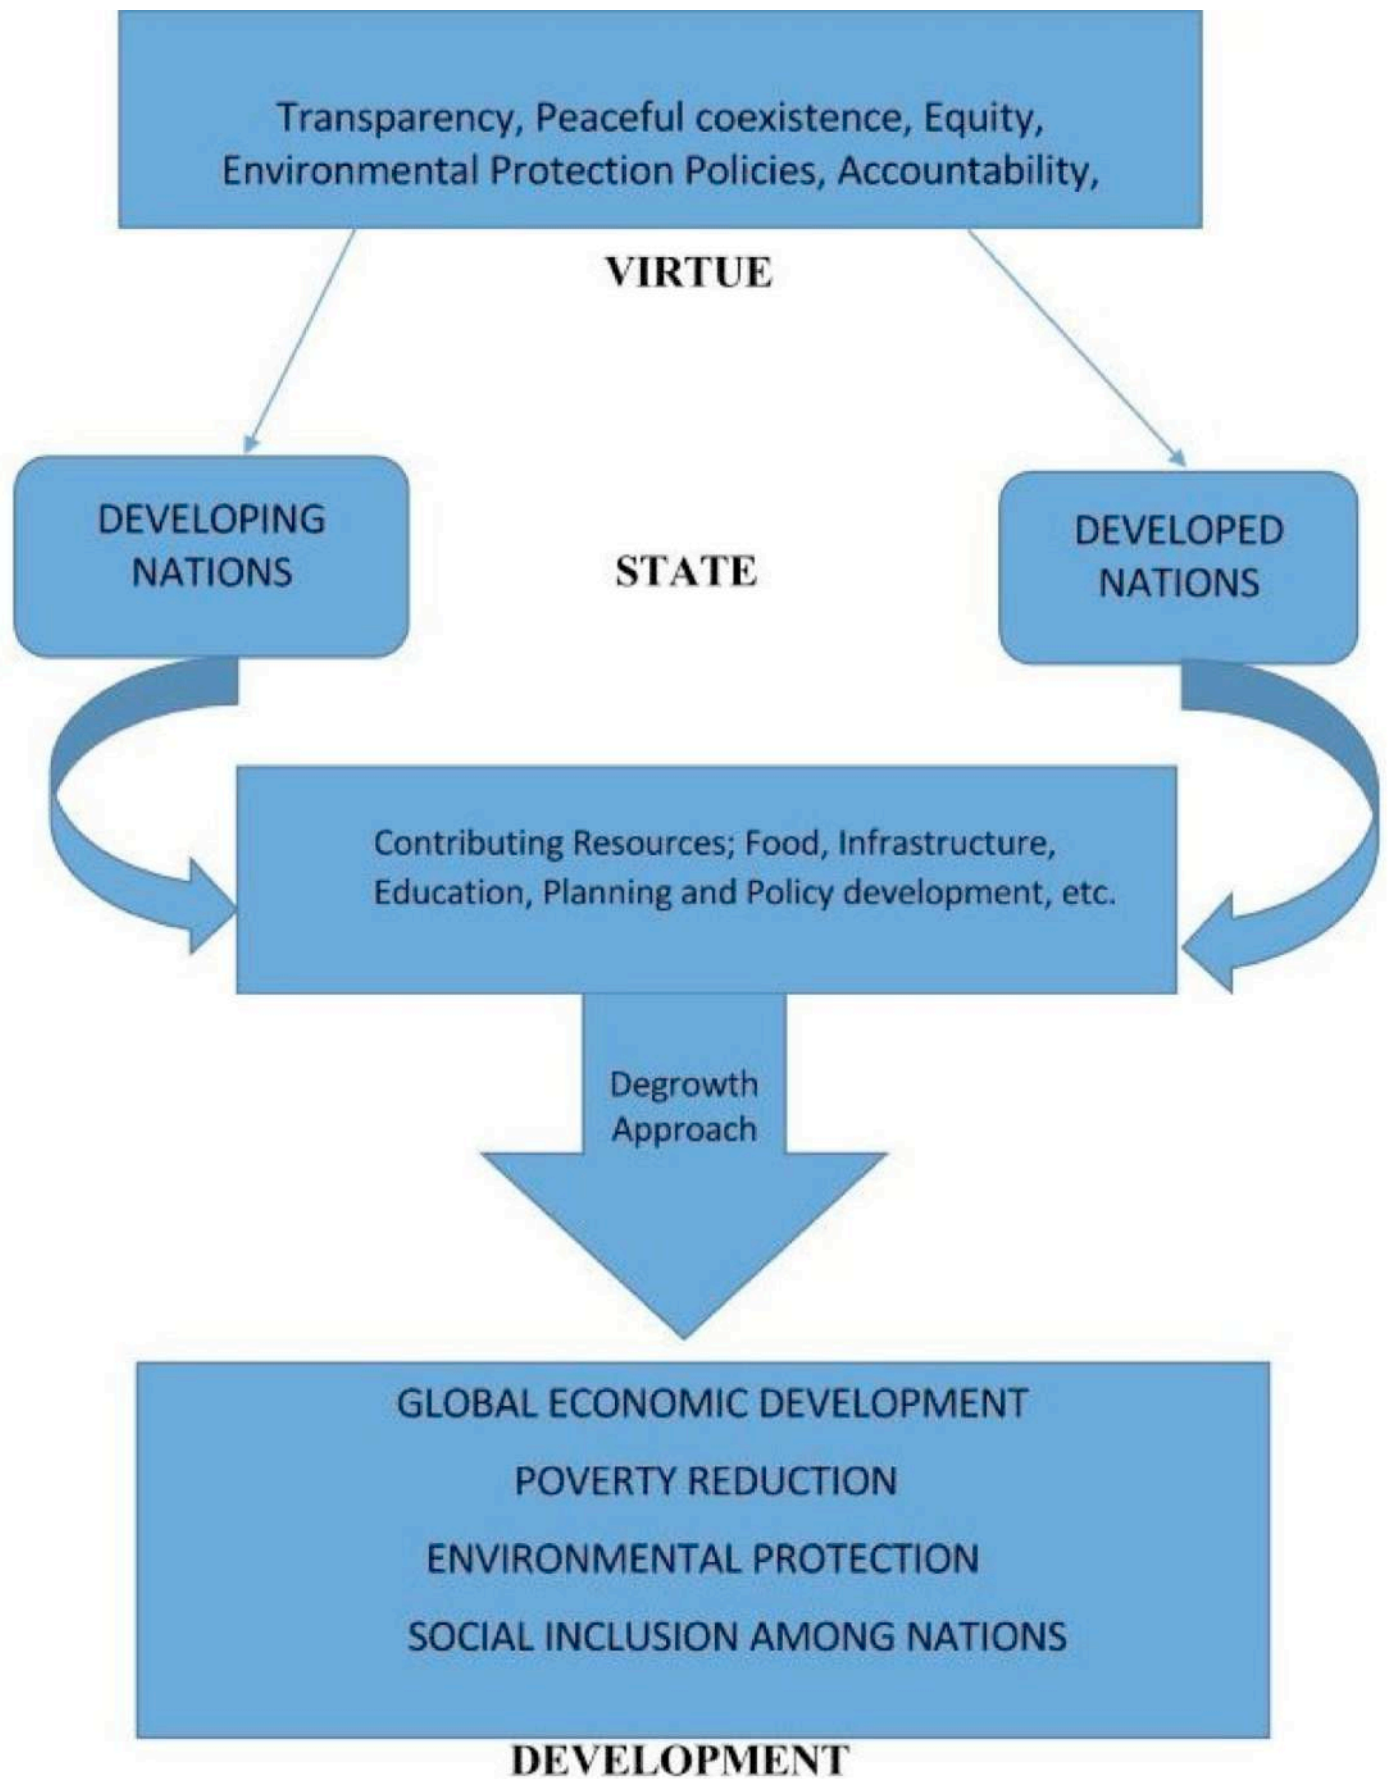 Transparency, Peaceful coexistence, Equity,
Environmental Protection Policies, Accountability,
VIRTUE
DEVELOPING
NATIONS
STATE
DEVELOPED
NATIONS
Contributing Resources; Food, Infrastructure,
Education, Planning and Policy development, etc.
Degrowth
Approach
GLOBAL ECONOMIC DEVELOPMENT
POVERTY REDUCTION
ENVIRONMENTAL PROTECTION
SOCIAL INCLUSION AMONG NATIONS
DEVELOPMENT